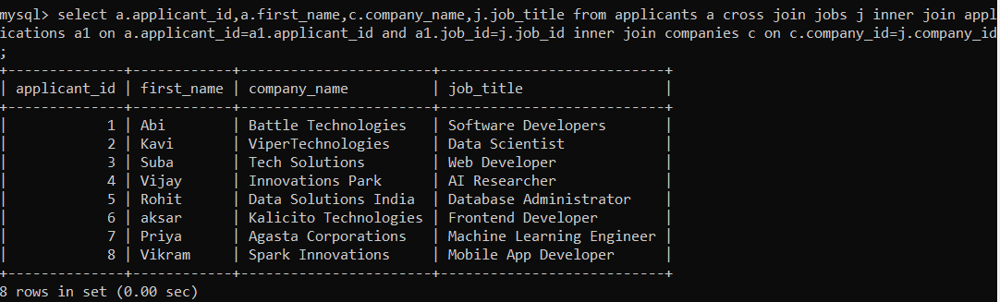 mysql> select a.applicant_id,a.first_name,c.company_name,j.job_title from applicants a cross join jobs j inner join appl
ications a1 on a.applicant_id=a1.applicant_id and a1.job_id=j.job_id inner join companies c on c.company_id=j.company_id
;
+--------------+------------+-----------------------+---------------------------+
| applicant_id | first_name | company_name          | job_title                 |
+--------------+------------+-----------------------+---------------------------+
|            1 | Abi        | Battle Technologies   | Software Developers       |
|            2 | Kavi       | ViperTechnologies     | Data Scientist            |
|            3 | Suba       | Tech Solutions        | Web Developer             |
|            4 | Vijay      | Innovations Park      | AI Researcher             |
|            5 | Rohit      | Data Solutions India  | Database Administrator    |
|            6 | aksar      | Kalicito Technologies | Frontend Developer        |
|            7 | Priya      | Agasta Corporations   | Machine Learning Engineer |
|            8 | Vikram     | Spark Innovations     | Mobile App Developer      |
+--------------+------------+-----------------------+---------------------------+
8 rows in set (0.00 sec)